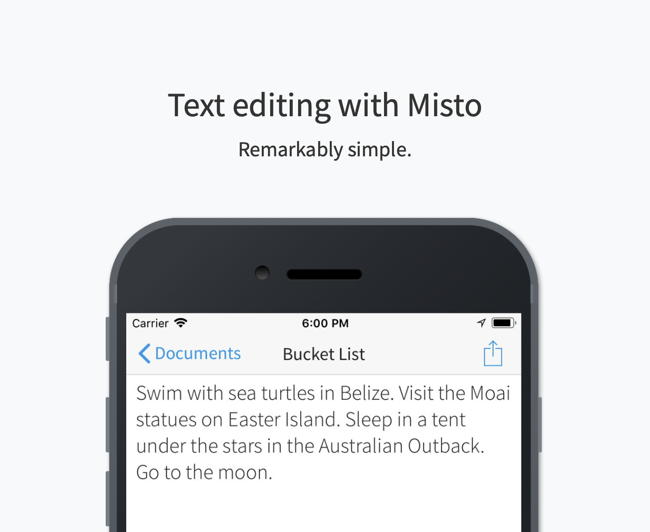 Text editing with Misto
Remarkably simple.
Carrier 6:00 PM
Documents Bucket List
Swim with sea turtles in Belize. Visit the Moai
statues on Easter Island. Sleep in a tent
under the stars in the Australian Outback.
Go to the moon.